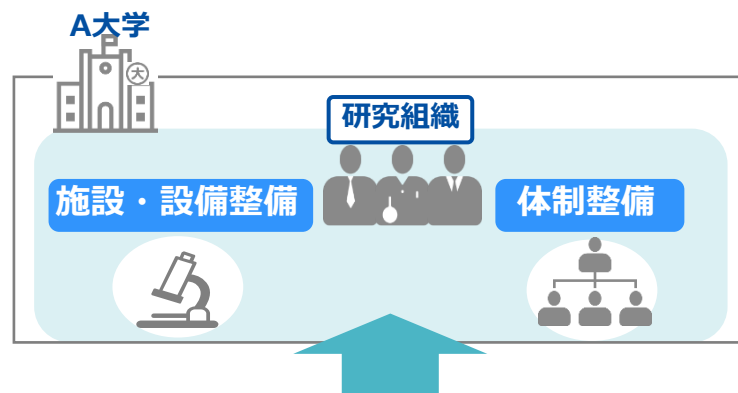 A大学
大
研究組織
施設・設備整備
体制整備